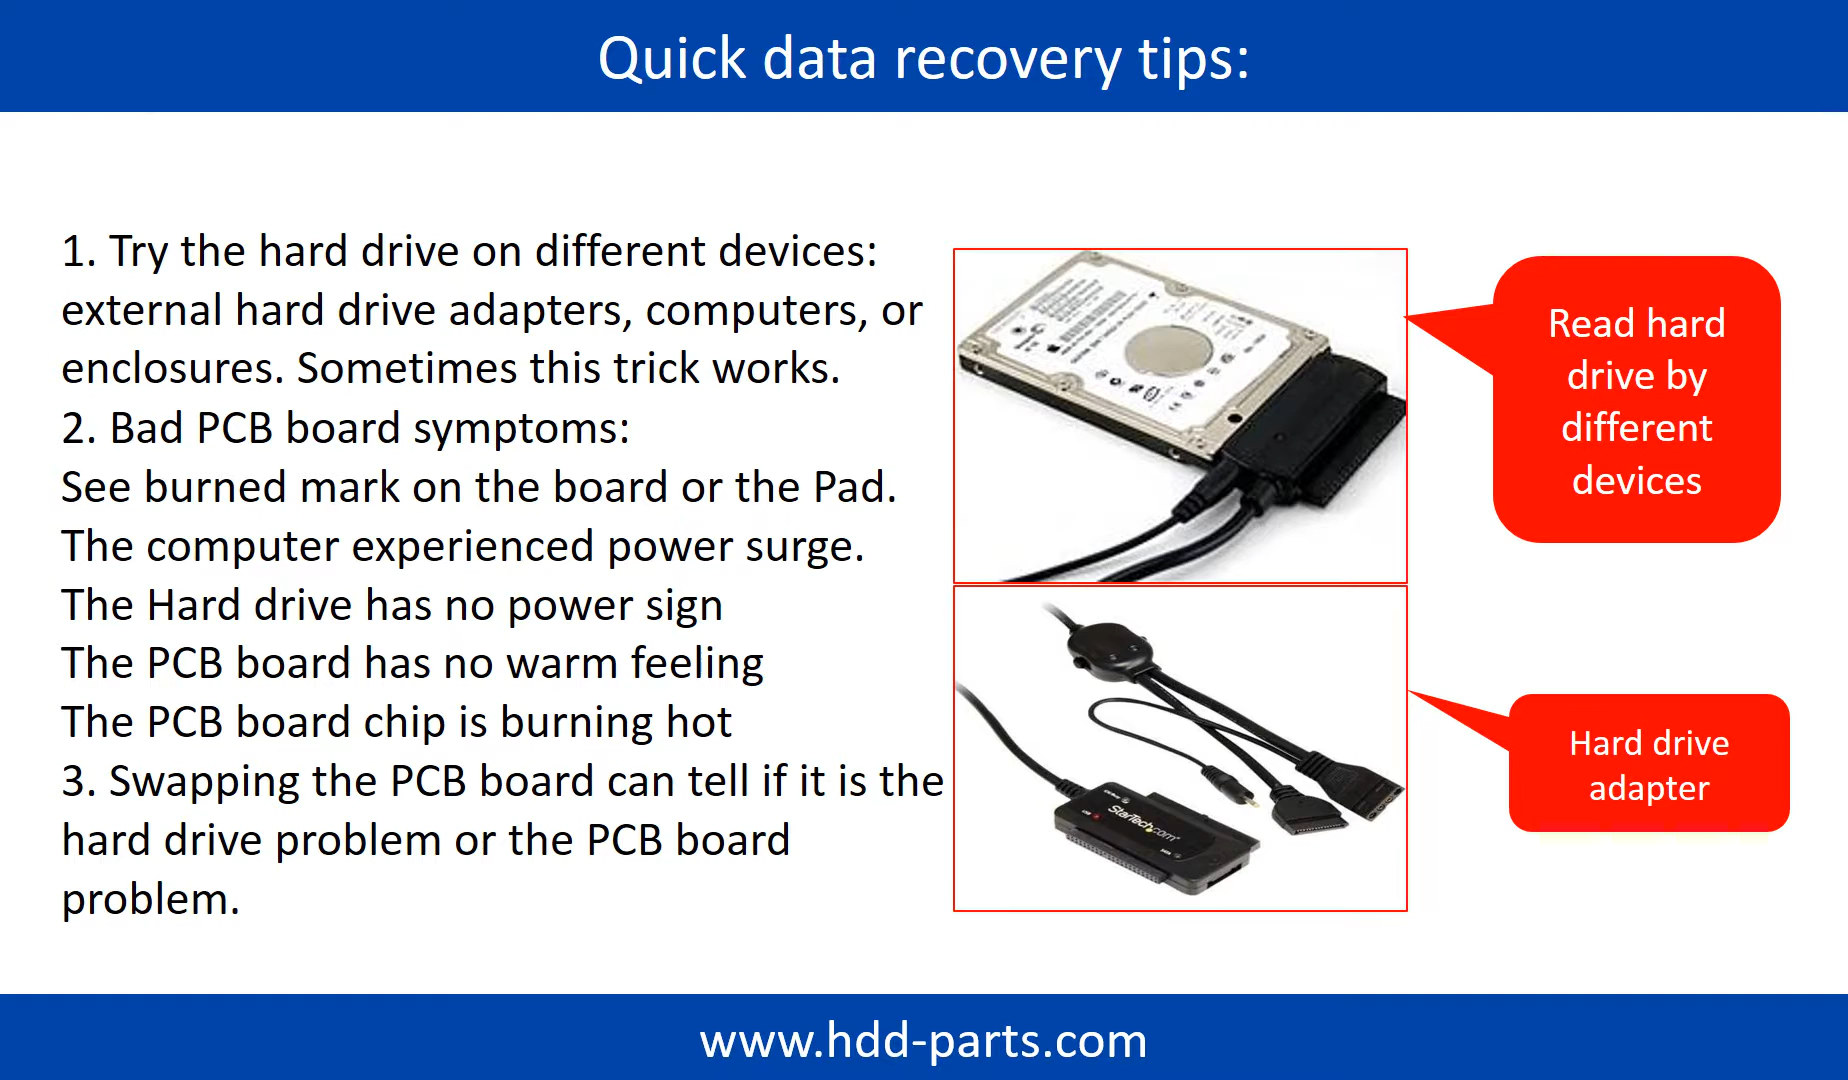 Quick data recovery tips:
1. Try the hard drive on different devices:
external hard drive adapters, computers, or
enclosures. Sometimes this trick works.
2. Bad PCB board symptoms:
See burned mark on the board or the Pad.
The computer experienced power surge.
The Hard drive has no power sign
The PCB board has no warm feeling
The PCB board chip is burning hot
3. Swapping the PCB board can tell if it is the
hard drive problem or the PCB board
problem.
Read hard
drive by
different
devices
StarTech.com
Hard drive
adapter
www.hdd-parts.com